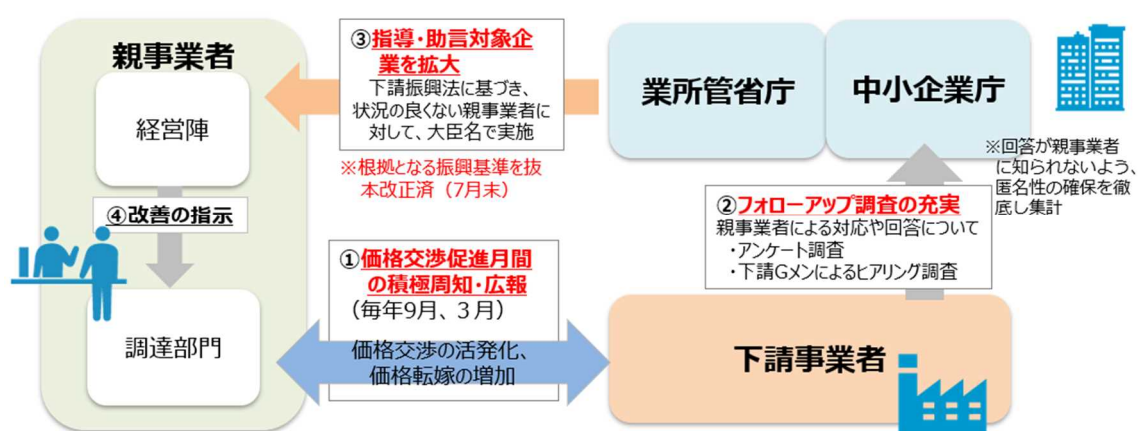 親事業者
経営陣
④改善の指示
調達部門
③指導・助言対象企
業を拡大
下請振興法に基づき、
状況の良くない親事業者に
対して、大臣名で実施
※根拠となる振興基準を抜
本改正済（7月末）
①価格交渉促進月間
の積極周知・広報
（毎年9月、３月）
価格交渉の活発化、
価格転嫁の増加
業所管省庁
中小企業庁
※回答が親事業者
に知られないよう、
匿名性の確保を徹
底し集計
②フォローアップ調査の充実
親事業者による対応や回答について
・アンケート調査
・下請Gメンによるヒアリング調査
下請事業者